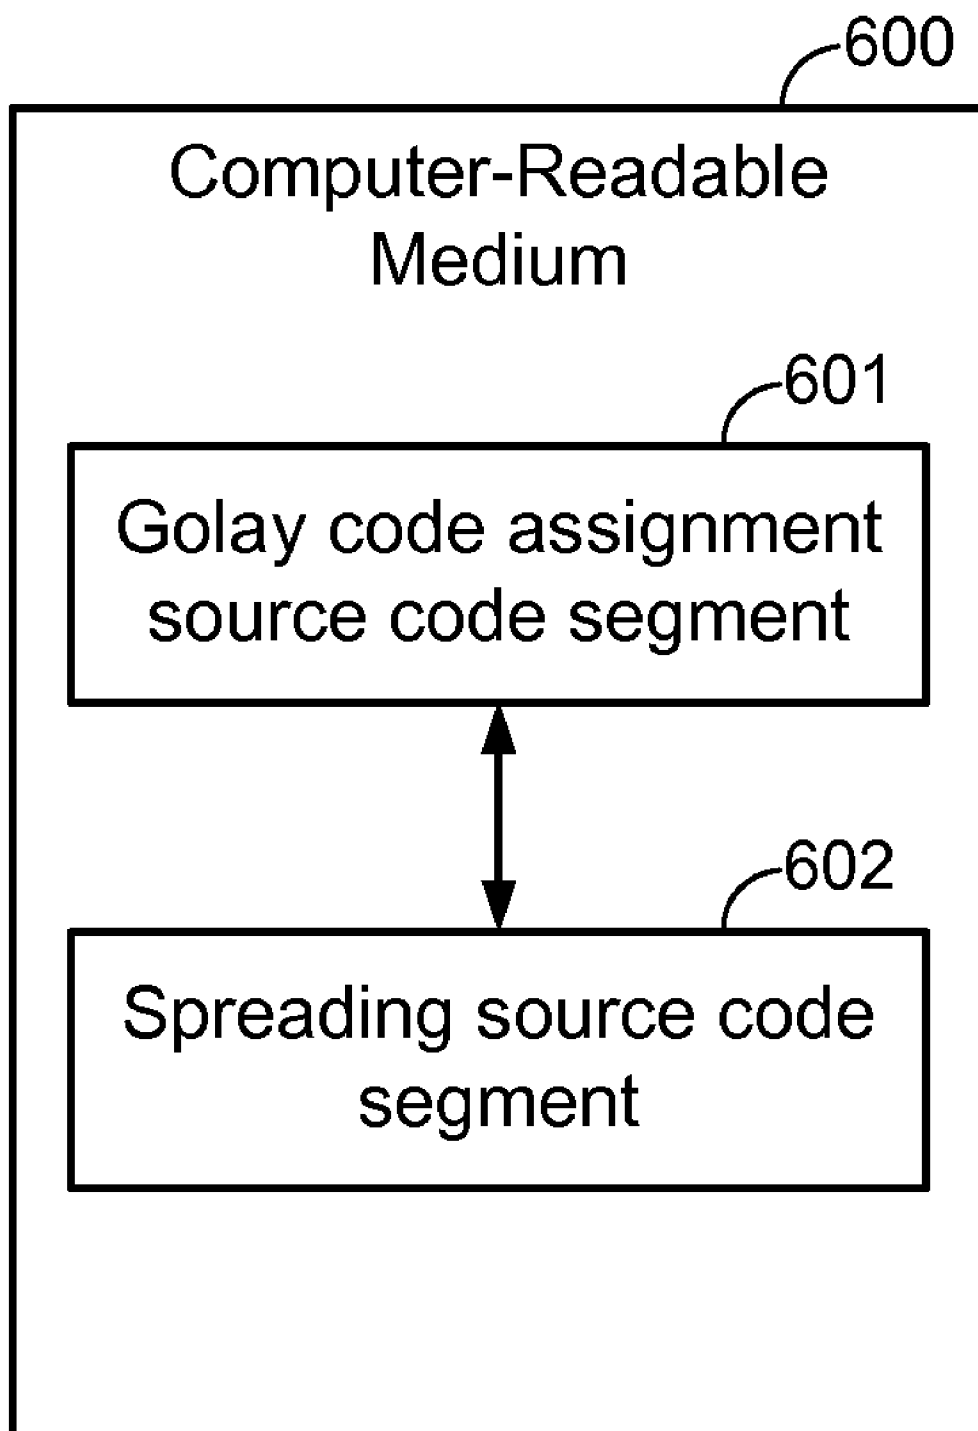 600
Computer-Readable
Medium
601
Golay code assignment
source code segment
602
Spreading source code
segment